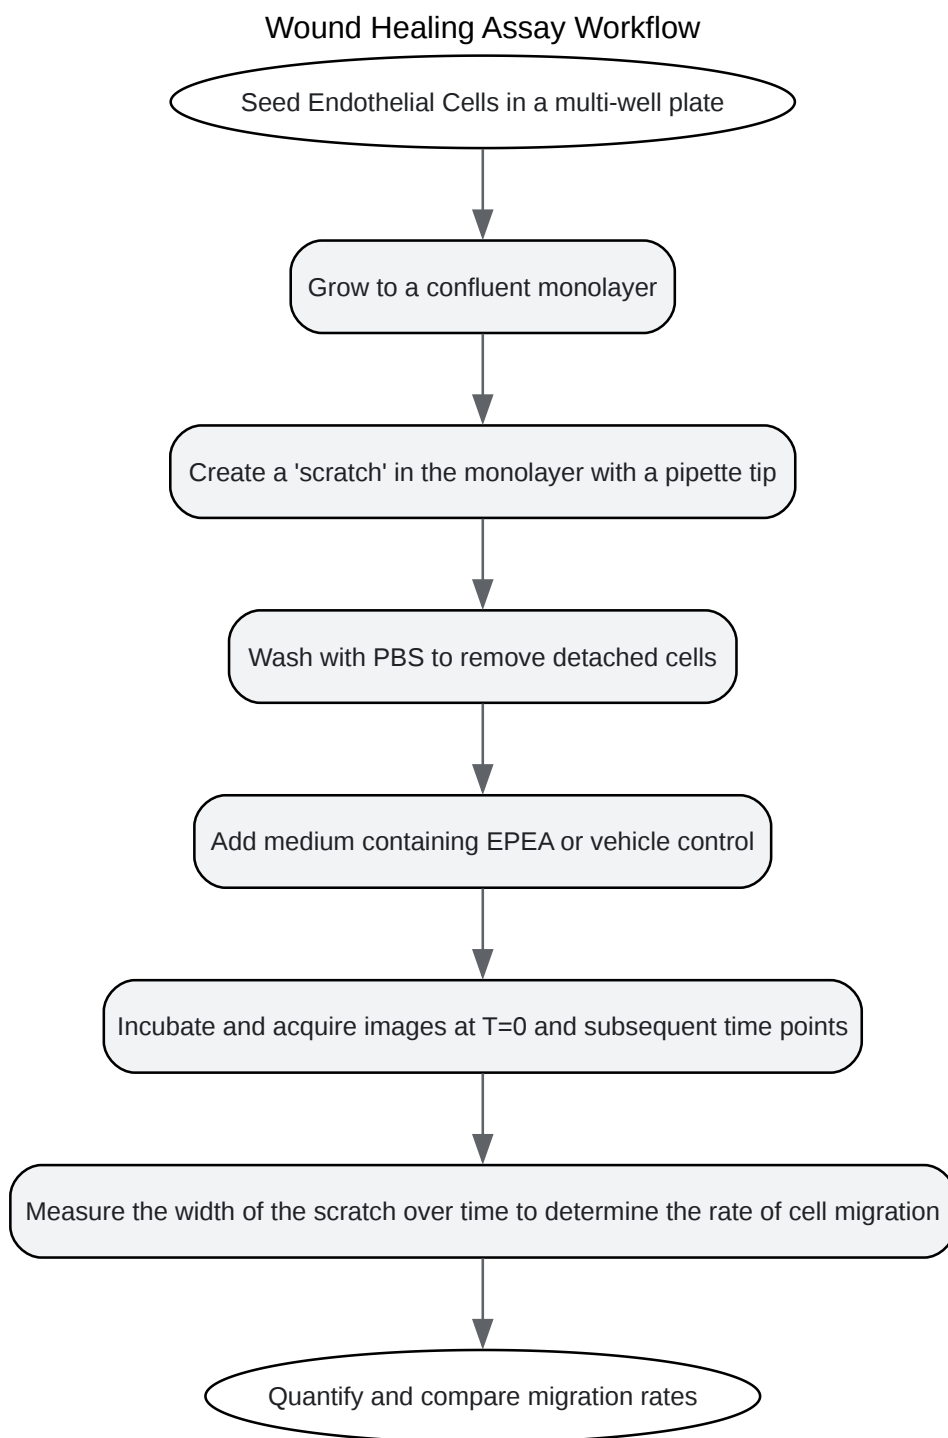 Wound Healing Assay Workflow
Seed Endothelial Cells in a multi-well plate
Grow to a confluent monolayer
Create a 'scratch' in the monolayer with a pipette tip
Wash with PBS to remove detached cells
Add medium containing EPEA or vehicle control
Incubate and acquire images at T=0 and subsequent time points
Measure the width of the scratch over time to determine the rate of cell migration
Quantify and compare migration rates